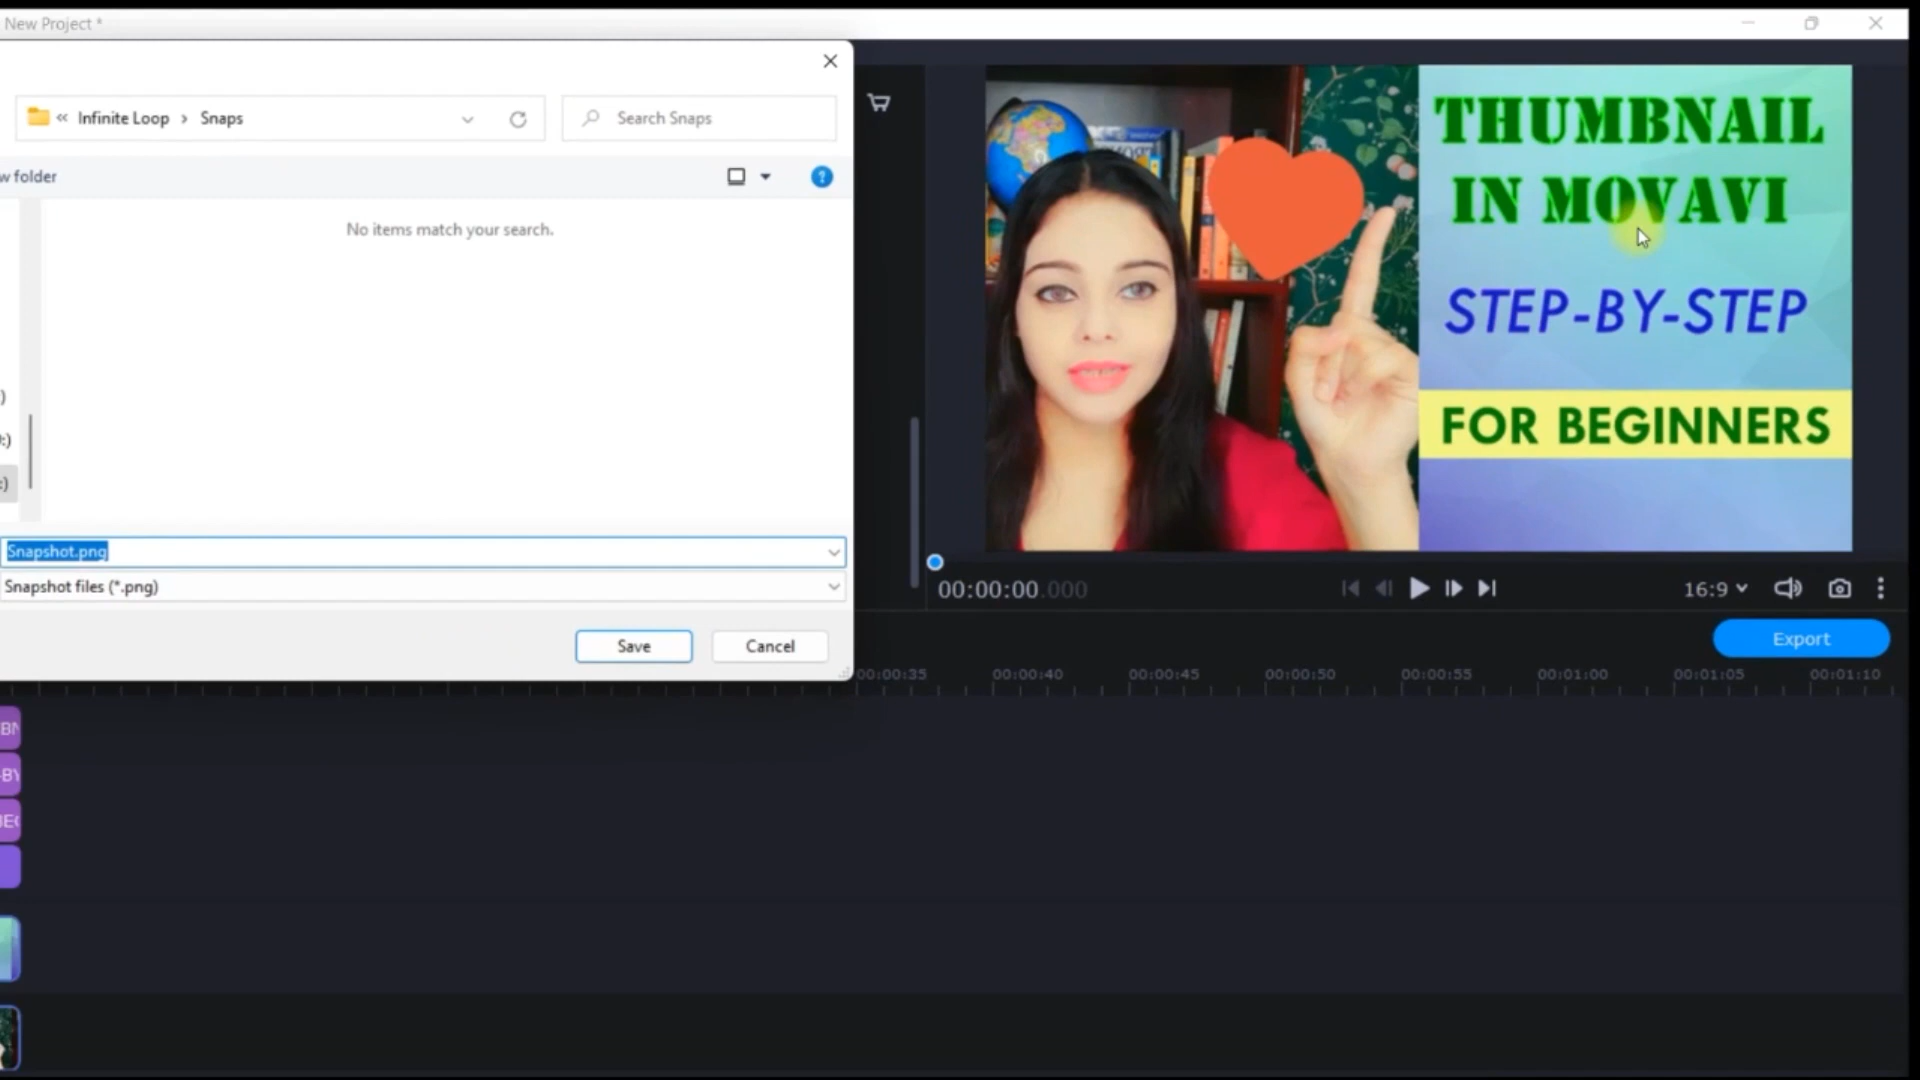 New Project *
« Infinite Loop › Snaps
Search Snaps
w folder
?
No items match your search.
)
:)
:)
Snapshot.png
Snapshot files (*.png)
Save
Cancel
THUMBNAIL
IN MOVAVI
STEP-BY-STEP
FOR BEGINNERS
00:00:00.000
16:9
Export
00:00:35
00:00:40
00:00:45
00:00:50
00:00:55
00:01:00
00:01:05
00:01:10
BN
-BY
BEG